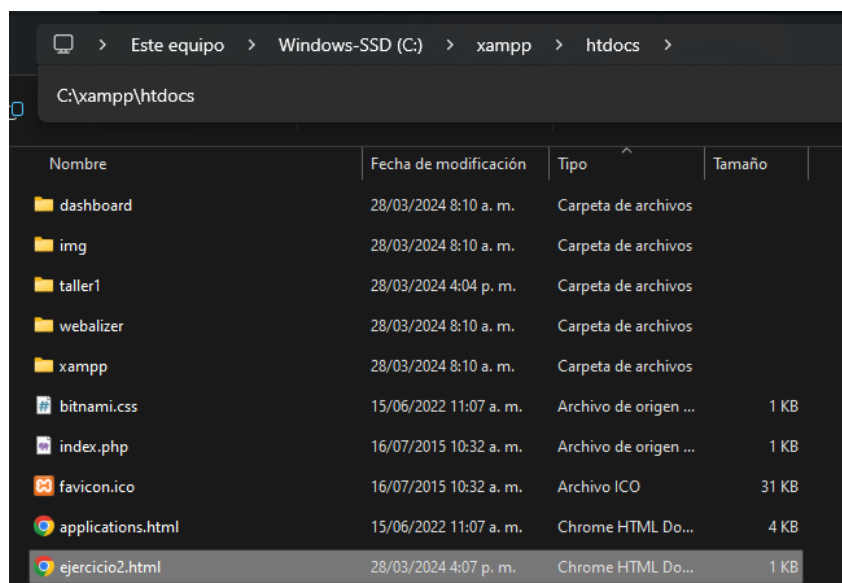 Este equipo > Windows-SSD (C:) > xampp > htdocs >
C:\xampp\htdocs
Nombre Fecha de modificación Tipo Tamaño
dashboard 28/03/2024 8:10 a. m. Carpeta de archivos
img 28/03/2024 8:10 a. m. Carpeta de archivos
taller1 28/03/2024 4:04 p. m. Carpeta de archivos
webalizer 28/03/2024 8:10 a. m. Carpeta de archivos
xampp 28/03/2024 8:10 a. m. Carpeta de archivos
bitnami.css 15/06/2022 11:07 a. m. Archivo de origen ... 1 KB
index.php 16/07/2015 10:32 a. m. Archivo de origen ... 1 KB
favicon.ico 16/07/2015 10:32 a. m. Archivo ICO 31 KB
applications.html 15/06/2022 11:07 a. m. Chrome HTML Do... 4 KB
ejercicio2.html 28/03/2024 4:07 p. m. Chrome HTML Do... 1 KB